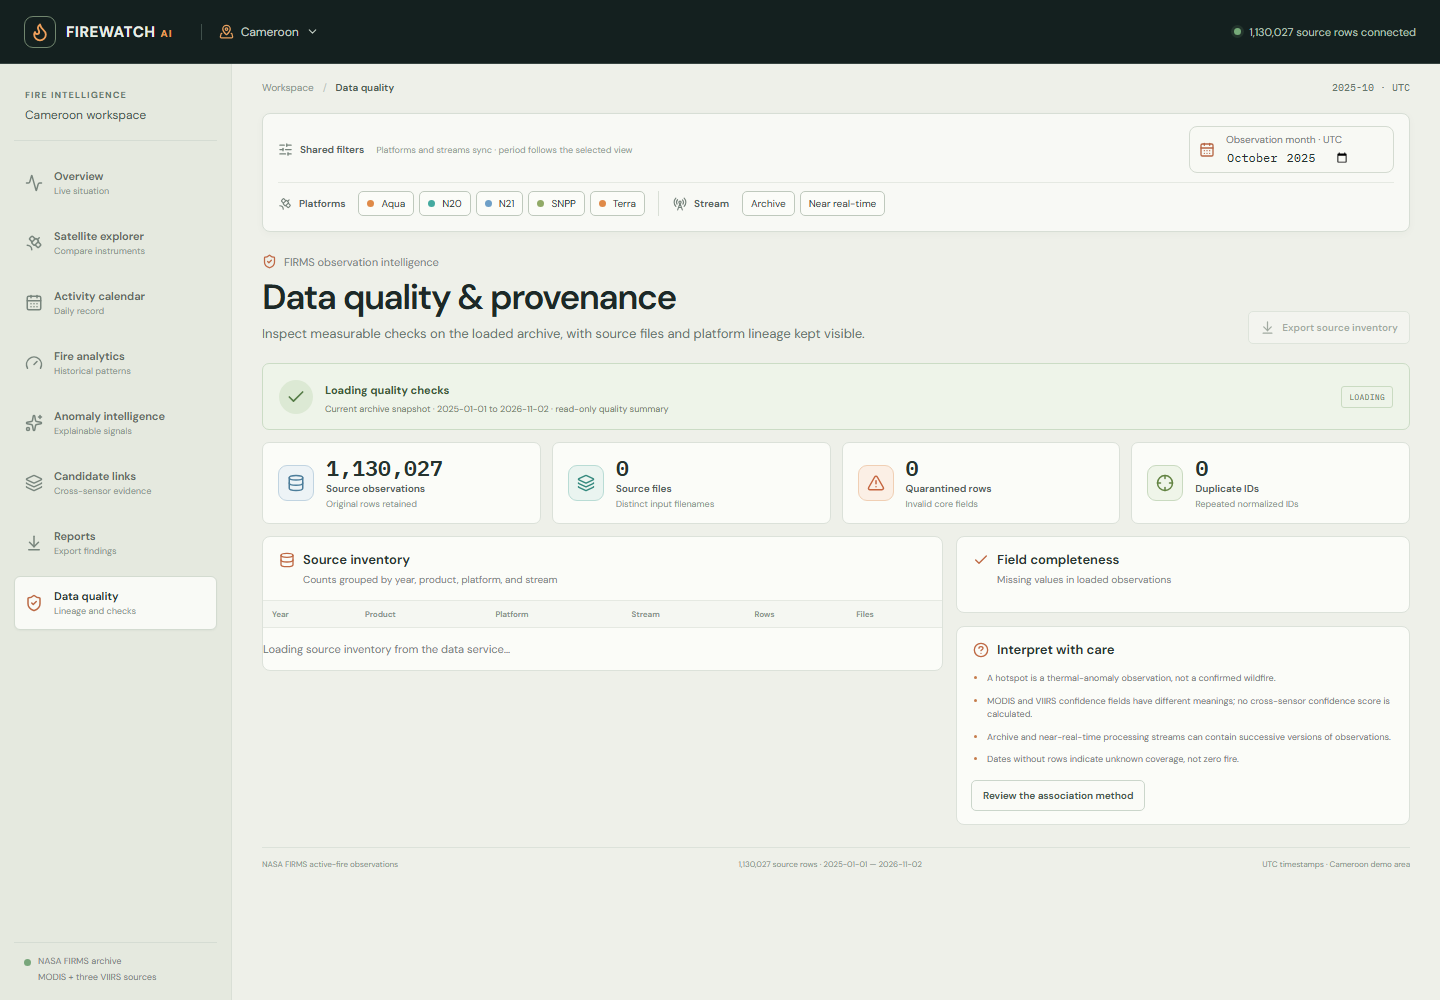 FIREWATCH AI
Cameroon
1,130,027 source rows connected
FIRE INTELLIGENCE
Cameroon workspace
Overview
Live situation
Satellite explorer
Compare instruments
Activity calendar
Daily record
Fire analytics
Historical patterns
Anomaly intelligence
Explainable signals
Candidate links
Cross-sensor evidence
Reports
Export findings
Data quality
Lineage and checks
NASA FIRMS archive
MODIS + three VIIRS sources
Workspace / Data quality
2025-10 · UTC
Shared filters Platforms and streams sync · period follows the selected view
Observation month · UTC
October 2025
Platforms Aqua N20 N21 SNPP Terra Stream Archive Near real-time
FIRMS observation intelligence
Data quality & provenance
Inspect measurable checks on the loaded archive, with source files and platform lineage kept visible.
Export source inventory
Loading quality checks
Current archive snapshot · 2025-01-01 to 2026-11-02 · read-only quality summary
LOADING
1,130,027
Source observations
Original rows retained
0
Source files
Distinct input filenames
0
Quarantined rows
Invalid core fields
0
Duplicate IDs
Repeated normalized IDs
Source inventory
Counts grouped by year, product, platform, and stream
Year Product Platform Stream Rows Files
Loading source inventory from the data service…
Field completeness
Missing values in loaded observations
Interpret with care
• A hotspot is a thermal-anomaly observation, not a confirmed wildfire.
• MODIS and VIIRS confidence fields have different meanings; no cross-sensor confidence score is
calculated.
• Archive and near-real-time processing streams can contain successive versions of observations.
• Dates without rows indicate unknown coverage, not zero fire.
Review the association method
NASA FIRMS active-fire observations
1,130,027 source rows · 2025-01-01 — 2026-11-02
UTC timestamps · Cameroon demo area